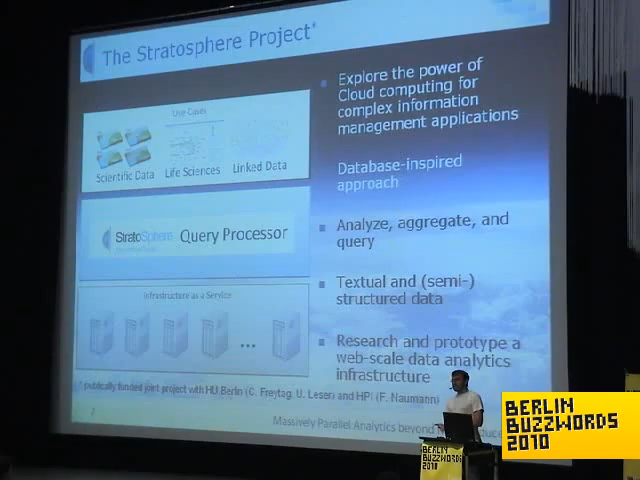 The Stratosphere Project*
Explore the power of
Cloud computing for
complex information
management applications
Database-inspired
approach
Analyze, aggregate, and
query
Textual and (semi-)
structured data
Research and prototype a
web-scale data analytics
infrastructure
Use Cases
Scientific Data
Life Sciences
Linked Data
StratoSphere
Query Processor
Infrastructure as a Service
...
publically funded joint project with HU Berlin (C. Freytag, U. Leser) and HPI (F. Naumann)
2
Massively Parallel Analytics beyond
BERLIN
BUZZWORDS
2010
BERLIN
BUZZWORDS
2010